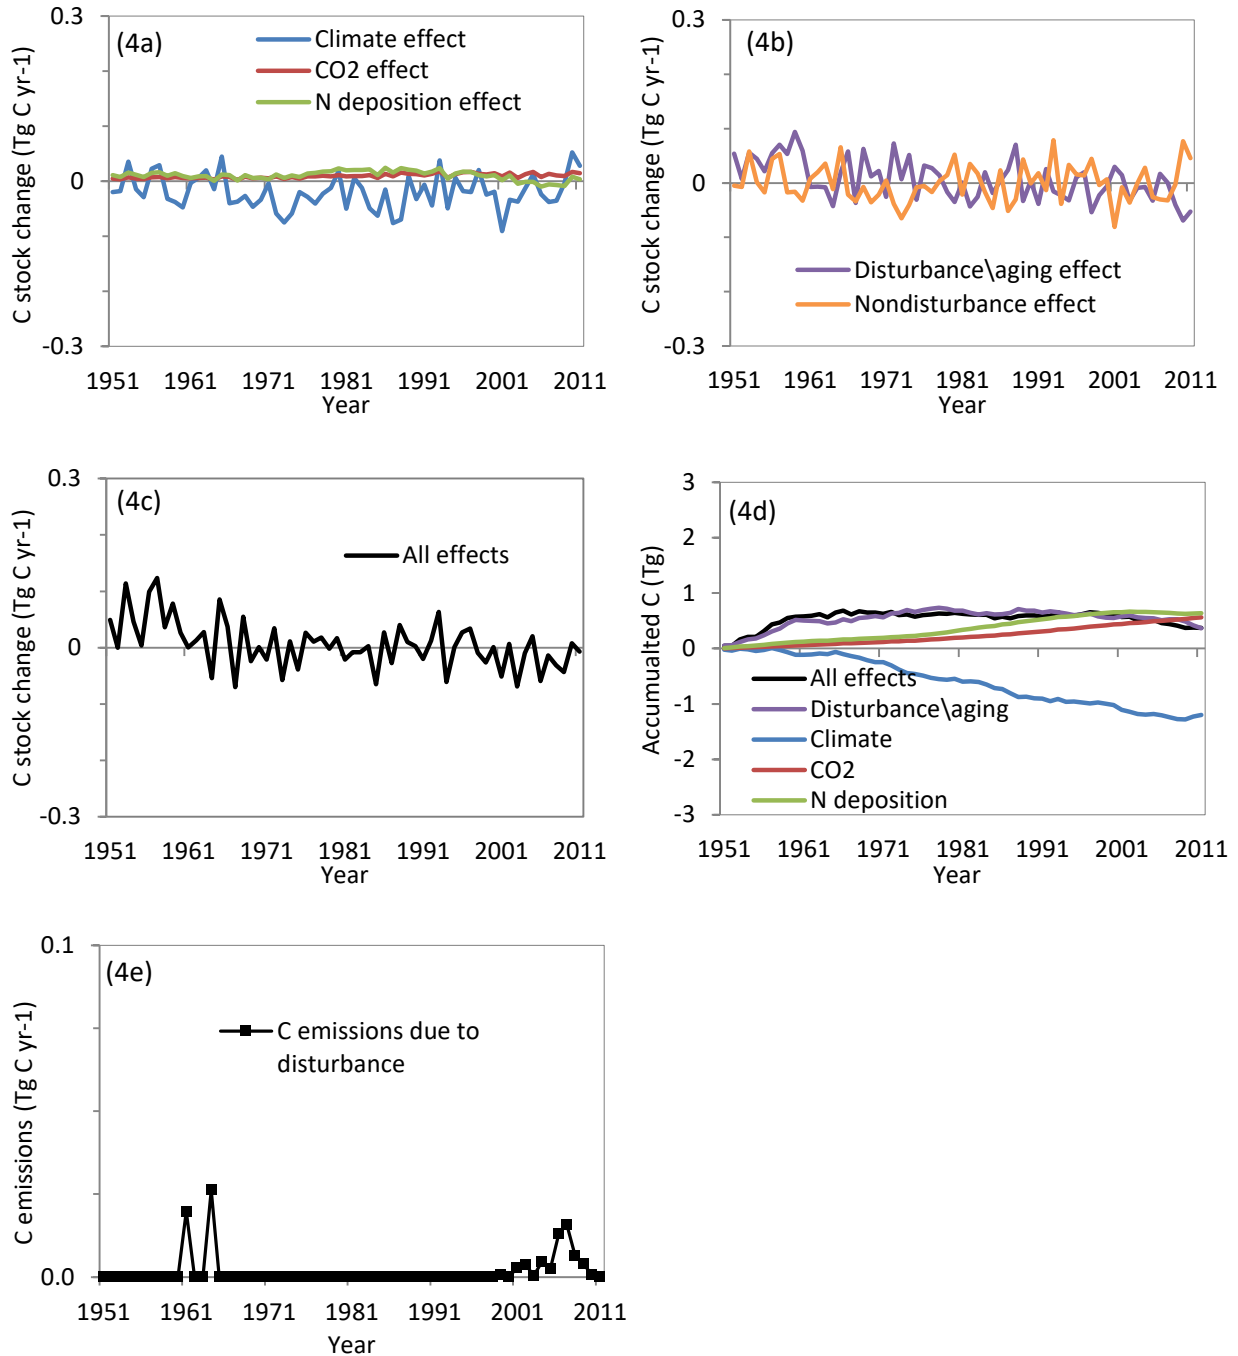 (4a)
Climate effect
CO2 effect
N deposition effect
C stock change (Tg C yr-1)
0.3
0
-0.3
1951 1961 1971 1981 1991 2001 2011
Year
(4b)
C stock change (Tg C yr-1)
0.3
0
-0.3
Disturbance\aging effect
Nondisturbance effect
1951 1961 1971 1981 1991 2001 2011
Year
(4c)
C stock change (Tg C yr-1)
0.3
0
-0.3
All effects
1951 1961 1971 1981 1991 2001 2011
Year
(4d)
Accumualted C (Tg)
3
2
1
0
-1
-2
-3
All effects
Disturbance\aging
Climate
CO2
N deposition
1951 1961 1971 1981 1991 2001 2011
Year
(4e)
C emissions (Tg C yr-1)
0.1
0.0
C emissions due to
disturbance
1951 1961 1971 1981 1991 2001 2011
Year